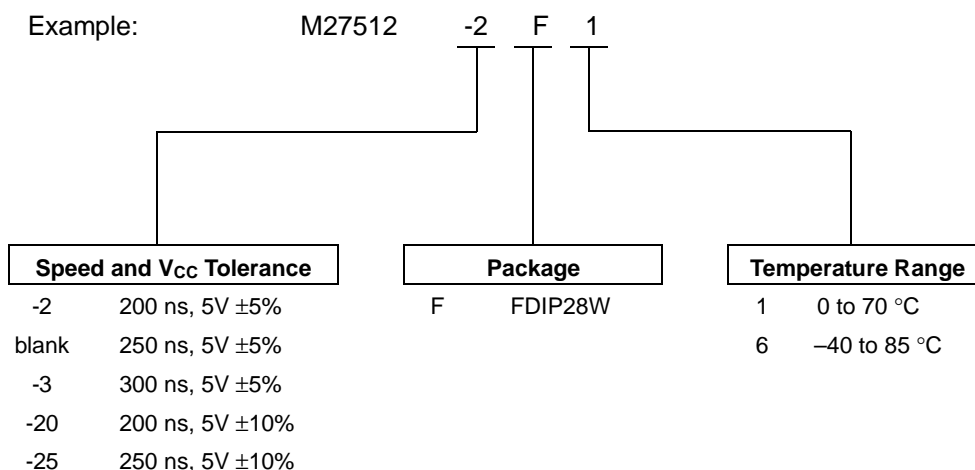 Example: M27512 -2 F 1
Speed and VCC Tolerance
-2 200 ns, 5V ±5%
blank 250 ns, 5V ±5%
-3 300 ns, 5V ±5%
-20 200 ns, 5V ±10%
-25 250 ns, 5V ±10%
Package
F FDIP28W
Temperature Range
1 0 to 70 °C
6 –40 to 85 °C